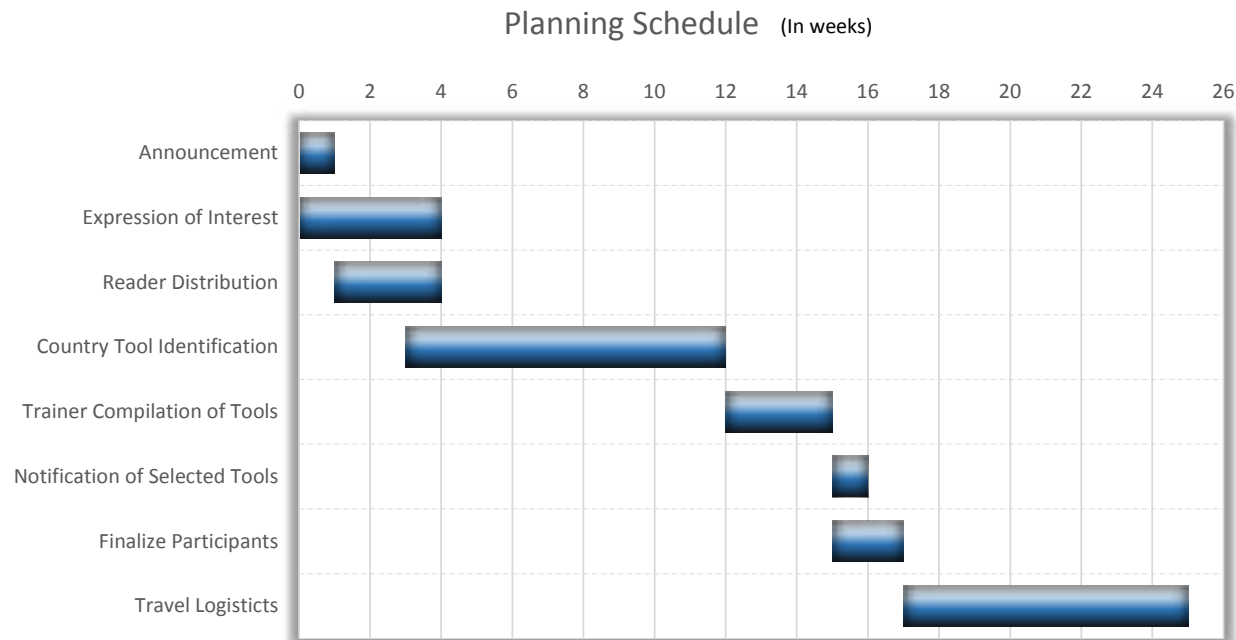 Planning Schedule (In weeks)
0 2 4 6 8 10 12 14 16 18 20 22 24 26
Announcement
Expression of Interest
Reader Distribution
Country Tool Identification
Trainer Compilation of Tools
Notification of Selected Tools
Finalize Participants
Travel Logisticts